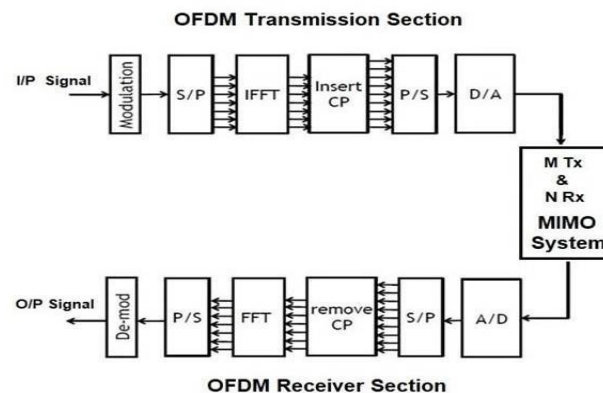 OFDM Transmission Section
I/P Signal
Modulation
S/P
IFFT
Insert
CP
P/S
D/A
M Tx
&
N Rx
MIMO
System
O/P Signal
De-mod
P/S
FFT
remove
CP
S/P
A/D
OFDM Receiver Section